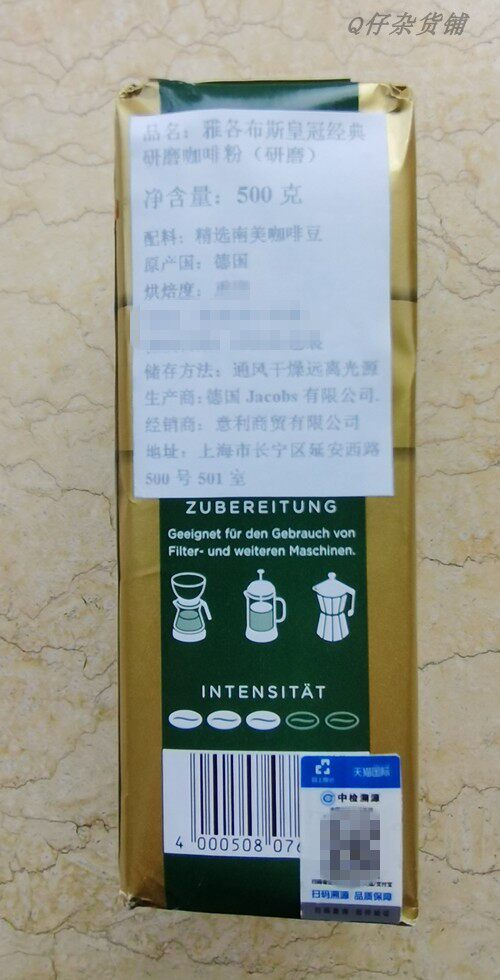 Q仔杂货铺
品名：雅各布斯皇冠经典
研磨咖啡粉（研磨）
净含量：500 克
配料：精选南美咖啡豆
原产国：德国
烘焙度：
储存方法：通风干燥远离光源
生产商:德国 Jacobs 有限公司.
经销商：意利商贸有限公司
地址：上海市长宁区延安西路
500 号 501 室
ZUBEREITUNG
Geeignet für den Gebrauch von
Filter- und weiteren Maschinen.
INTENSITÄT
4 000508 076
天猫国际
中检溯源
扫码溯源 品质保障